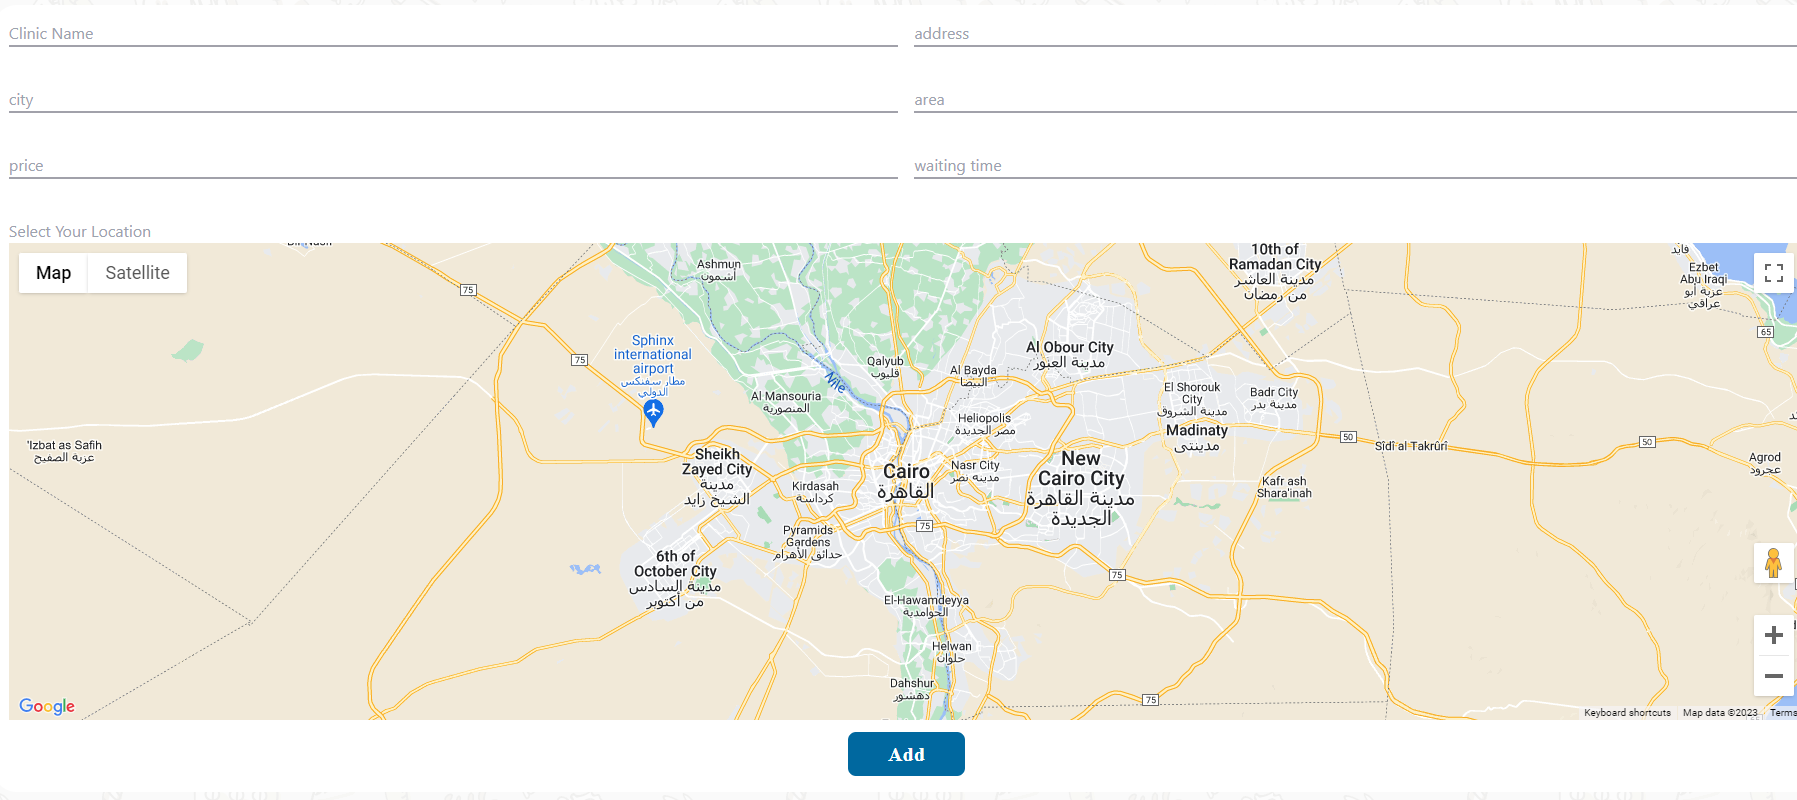 Clinic Name
address
city
area
price
waiting time
Select Your Location
Map
Satellite
Ashmun
أشمون
10th of
Ramadan City
مدينة العاشر
من رمضان
فايد
Ezbet
Abu Iraqi
عزبة أبو
عراقي
75
65
Sphinx
international
airport
مطار سفنكس
الدولي
75
Nile
Qalyub
قليوب
Al Bayda
البيضا
Al Obour City
مدينة العبور
El Shorouk
City
مدينة الشروق
Badr City
مدينة بدر
Al Mansouria
المنصورية
Heliopolis
مصر الجديدة
Madinaty
مدينتي
50
Sīdī al Takrūrī
50
'Izbat as Safih
عزبة الصفيح
Sheikh
Zayed City
مدينة
الشيخ زايد
Cairo
القاهرة
Nasr City
مدينة نصر
New
Cairo City
مدينة القاهرة
الجديدة
Agrod
عجرود
Kirdasah
كرداسة
Kafr ash
Shara'inah
75
Pyramids
Gardens
حدائق الأهرام
6th of
October City
مدينة السادس
من أكتوبر
75
El-Hawamdeyya
الحوامدية
Helwan
حلوان
Dahshur
دهشور
75
Google
Keyboard shortcuts
Map data ©2023
Terms
Add